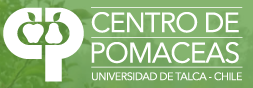 CENTRO DE
POMACEAS
UNIVERSIDAD DE TALCA - CHILE